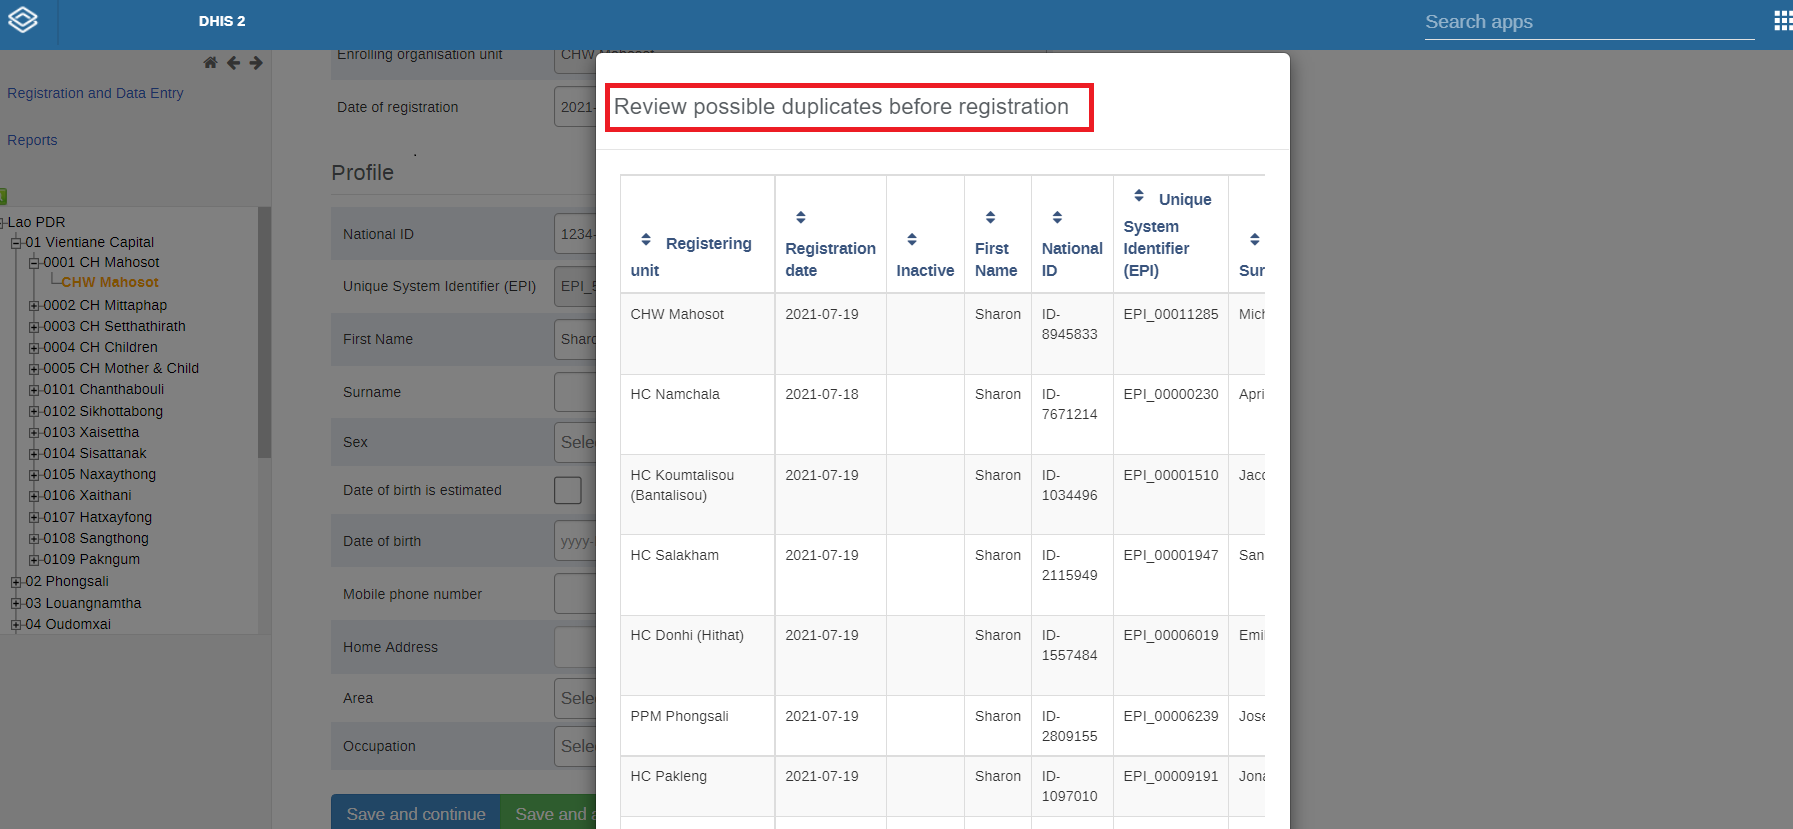 DHIS 2
Search apps
Registration and Data Entry
Reports
Lao PDR
01 Vientiane Capital
0001 CH Mahosot
CHW Mahosot
0002 CH Mittaphap
0003 CH Setthathirath
0004 CH Children
0005 CH Mother & Child
0101 Chanthabouli
0102 Sikhottabong
0103 Xaisettha
0104 Sisattanak
0105 Naxaythong
0106 Xaithani
0107 Hatxayfong
0108 Sangthong
0109 Pakngum
02 Phongsali
03 Louangnamtha
04 Oudomxai
Enrolling organisation unit CHW Mahosot
Date of registration 2021-
Profile
National ID 1234-
Unique System Identifier (EPI) EPI_5
First Name Sharo
Surname
Sex Selec
Date of birth is estimated
Date of birth yyyy-
Mobile phone number
Home Address
Area Selec
Occupation Selec
Save and continue Save and a
Review possible duplicates before registration
Registering unit Registration date Inactive First Name National ID Unique System Identifier (EPI) Sur
CHW Mahosot 2021-07-19 Sharon ID-8945833 EPI_00011285 Mich
HC Namchala 2021-07-18 Sharon ID-7671214 EPI_00000230 Apri
HC Koumtalisou (Bantalisou) 2021-07-19 Sharon ID-1034496 EPI_00001510 Jaco
HC Salakham 2021-07-19 Sharon ID-2115949 EPI_00001947 San
HC Donhi (Hithat) 2021-07-19 Sharon ID-1557484 EPI_00006019 Emi
PPM Phongsali 2021-07-19 Sharon ID-2809155 EPI_00006239 Jose
HC Pakleng 2021-07-19 Sharon ID-1097010 EPI_00009191 Jona